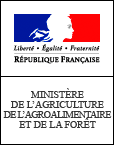 Liberté • Égalité • Fraternité
RÉPUBLIQUE FRANÇAISE
MINISTÈRE
DE L'AGRICULTURE
DE L'AGROALIMENTAIRE
ET DE LA FORÊT